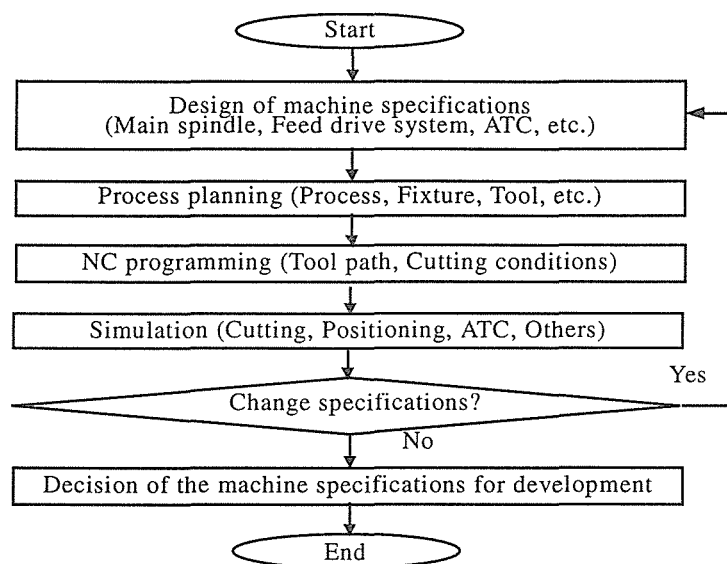 Start
Design of machine specifications
(Main spindle, Feed drive system, ATC, etc.)
Process planning (Process, Fixture, Tool, etc.)
NC programming (Tool path, Cutting conditions)
Simulation (Cutting, Positioning, ATC, Others)
Yes
Change specifications?
No
Decision of the machine specifications for development
End